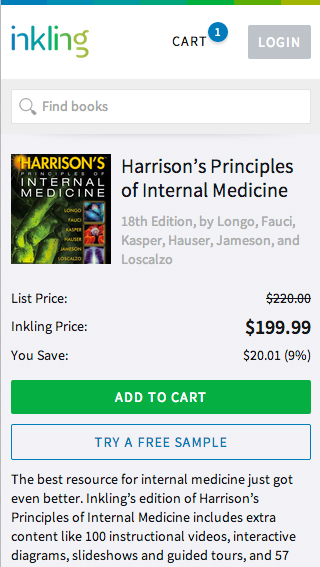 inkling
CART
1
LOGIN
Find books
HARRISON'S
PRINCIPLES OF
INTERNAL
MEDICINE
LONGO
FAUCI
KASPER
HAUSER
JAMESON
LOSCALZO
Harrison’s Principles
of Internal Medicine
18th Edition, by Longo, Fauci,
Kasper, Hauser, Jameson, and
Loscalzo
List Price: $220.00
Inkling Price: $199.99
You Save: $20.01 (9%)
ADD TO CART
TRY A FREE SAMPLE
The best resource for internal medicine just got
even better. Inkling’s edition of Harrison’s
Principles of Internal Medicine includes extra
content like 100 instructional videos, interactive
diagrams, slideshows and guided tours, and 57